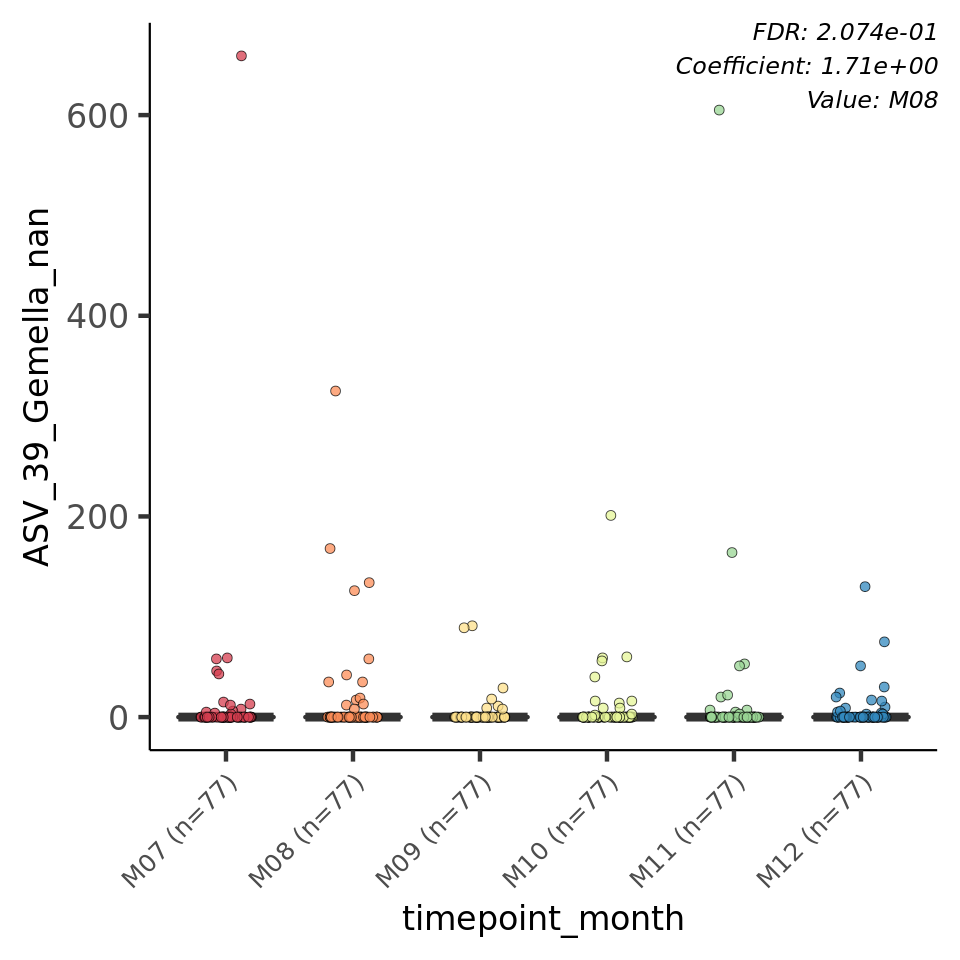 FDR: 2.074e-01
Coefficient: 1.71e+00
Value: M08
ASV_39_Gemella_nan
600
400
200
0
M07 (n=77)
M08 (n=77)
M09 (n=77)
M10 (n=77)
M11 (n=77)
M12 (n=77)
timepoint_month